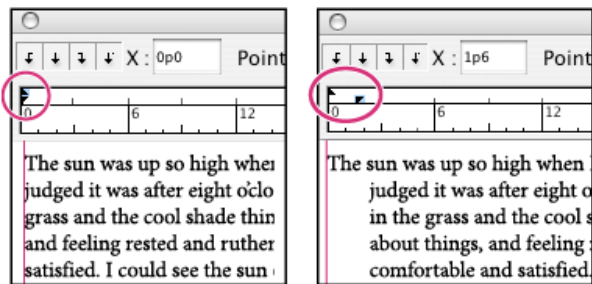 X : 0p0 Point
0 6 12
The sun was up so high when
judged it was after eight o'clo
grass and the cool shade thin
and feeling rested and ruther
satisfied. I could see the sun
X : 1p6 Point
0 6 12
The sun was up so high when
judged it was after eight o
in the grass and the cool s
about things, and feeling
comfortable and satisfied.